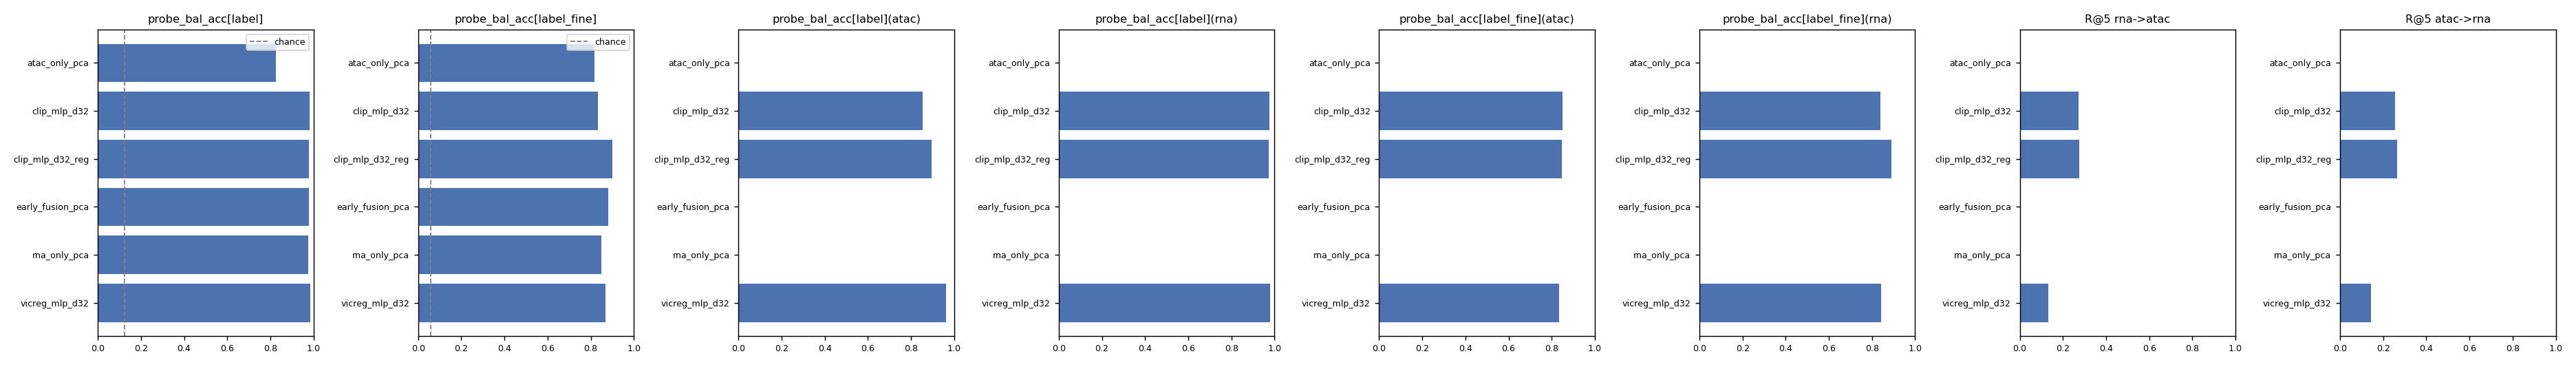 probe_bal_acc[label]
chance
atac_only_pca
clip_mlp_d32
clip_mlp_d32_reg
early_fusion_pca
rna_only_pca
vicreg_mlp_d32
0.0 0.2 0.4 0.6 0.8 1.0
probe_bal_acc[label_fine]
chance
atac_only_pca
clip_mlp_d32
clip_mlp_d32_reg
early_fusion_pca
rna_only_pca
vicreg_mlp_d32
0.0 0.2 0.4 0.6 0.8 1.0
probe_bal_acc[label](atac)
atac_only_pca
clip_mlp_d32
clip_mlp_d32_reg
early_fusion_pca
rna_only_pca
vicreg_mlp_d32
0.0 0.2 0.4 0.6 0.8 1.0
probe_bal_acc[label](rna)
atac_only_pca
clip_mlp_d32
clip_mlp_d32_reg
early_fusion_pca
rna_only_pca
vicreg_mlp_d32
0.0 0.2 0.4 0.6 0.8 1.0
probe_bal_acc[label_fine](atac)
atac_only_pca
clip_mlp_d32
clip_mlp_d32_reg
early_fusion_pca
rna_only_pca
vicreg_mlp_d32
0.0 0.2 0.4 0.6 0.8 1.0
probe_bal_acc[label_fine](rna)
atac_only_pca
clip_mlp_d32
clip_mlp_d32_reg
early_fusion_pca
rna_only_pca
vicreg_mlp_d32
0.0 0.2 0.4 0.6 0.8 1.0
R@5 rna->atac
atac_only_pca
clip_mlp_d32
clip_mlp_d32_reg
early_fusion_pca
rna_only_pca
vicreg_mlp_d32
0.0 0.2 0.4 0.6 0.8 1.0
R@5 atac->rna
atac_only_pca
clip_mlp_d32
clip_mlp_d32_reg
early_fusion_pca
rna_only_pca
vicreg_mlp_d32
0.0 0.2 0.4 0.6 0.8 1.0